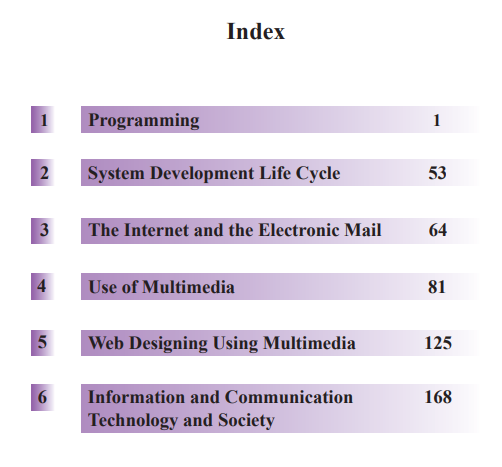 Index
1 Programming 1
2 System Development Life Cycle 53
3 The Internet and the Electronic Mail 64
4 Use of Multimedia 81
5 Web Designing Using Multimedia 125
6 Information and Communication 168
Technology and Society